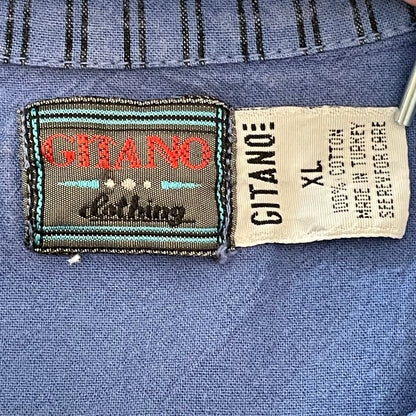 GITANO
clothing
GITANO
XL
100% COTTON
MADE IN TURKEY
SEE REV FOR CARE